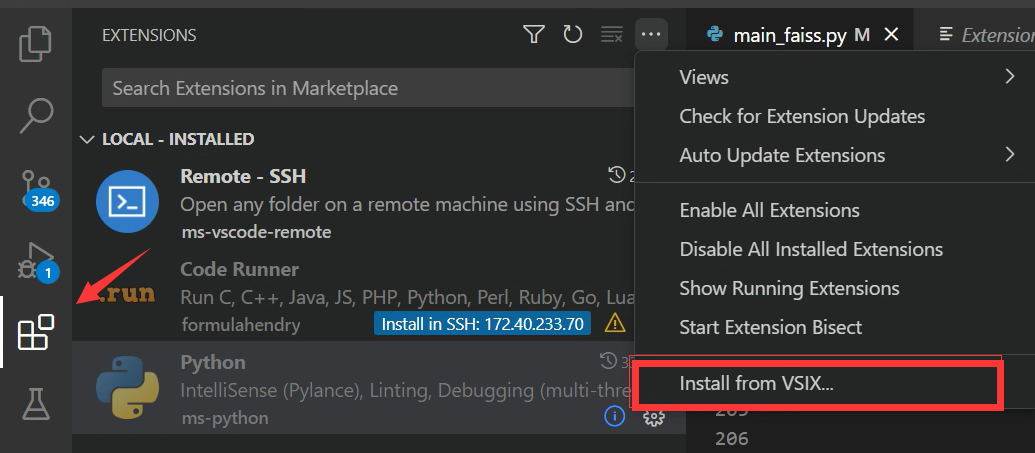 EXTENSIONS
main_faiss.py M
Extension
Search Extensions in Marketplace
Views
Check for Extension Updates
LOCAL - INSTALLED
Auto Update Extensions
Remote - SSH
Open any folder on a remote machine using SSH and
ms-vscode-remote
346
Enable All Extensions
Disable All Installed Extensions
Code Runner
1
.run
Run C, C++, Java, JS, PHP, Python, Perl, Ruby, Go, Lua
Show Running Extensions
formulahendry
Install in SSH: 172.40.233.70
Start Extension Bisect
Python
IntelliSense (Pylance), Linting, Debugging (multi-thre
Install from VSIX...
ms-python
206